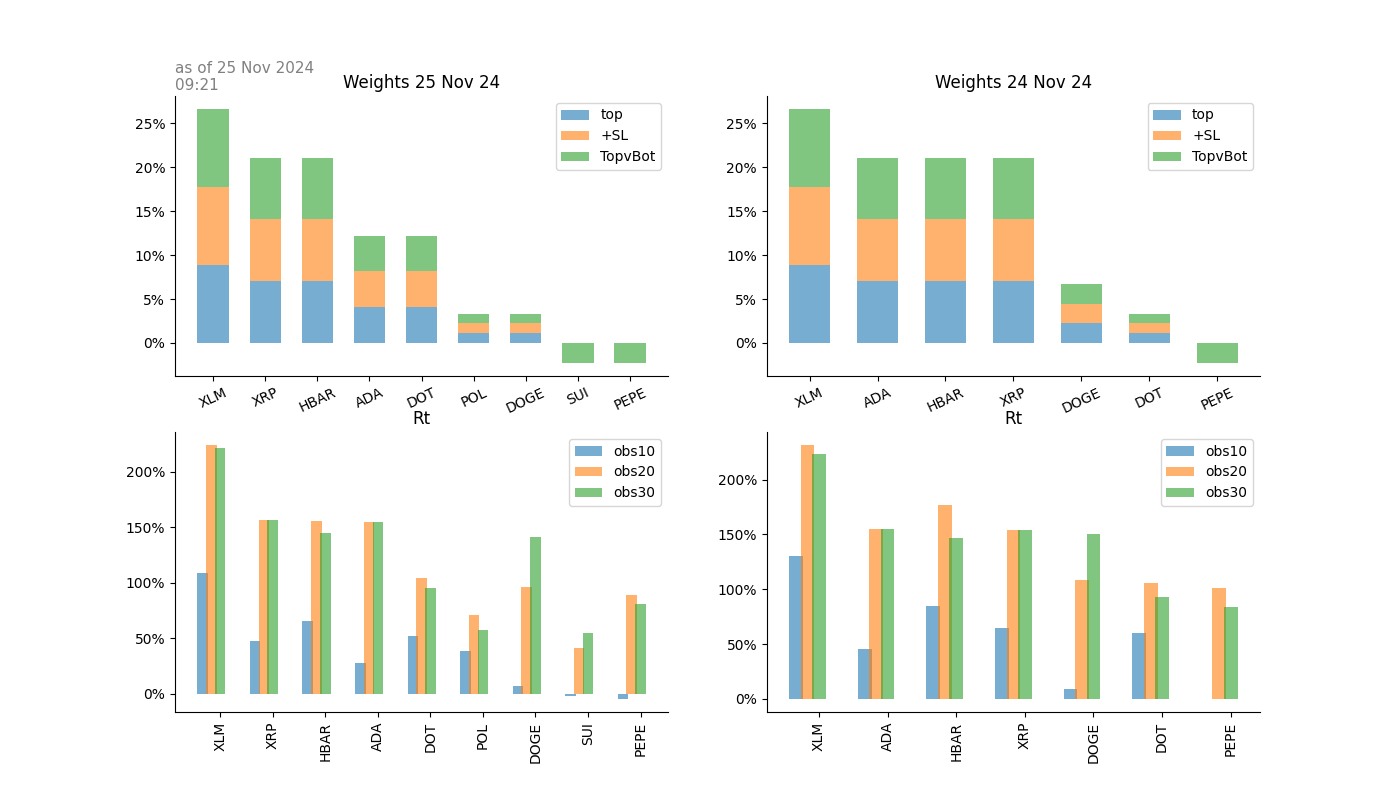 as of 25 Nov 2024
09:21
Weights 25 Nov 24
25%
20%
15%
10%
5%
0%
top
+SL
TopvBot
XLM
XRP
HBAR
ADA
DOT
POL
DOGE
SUI
PEPE
Weights 24 Nov 24
25%
20%
15%
10%
5%
0%
top
+SL
TopvBot
XLM
ADA
HBAR
XRP
DOGE
DOT
PEPE
Rt
200%
150%
100%
50%
0%
obs10
obs20
obs30
XLM
XRP
HBAR
ADA
DOT
POL
DOGE
SUI
PEPE
Rt
200%
150%
100%
50%
0%
obs10
obs20
obs30
XLM
ADA
HBAR
XRP
DOGE
DOT
PEPE